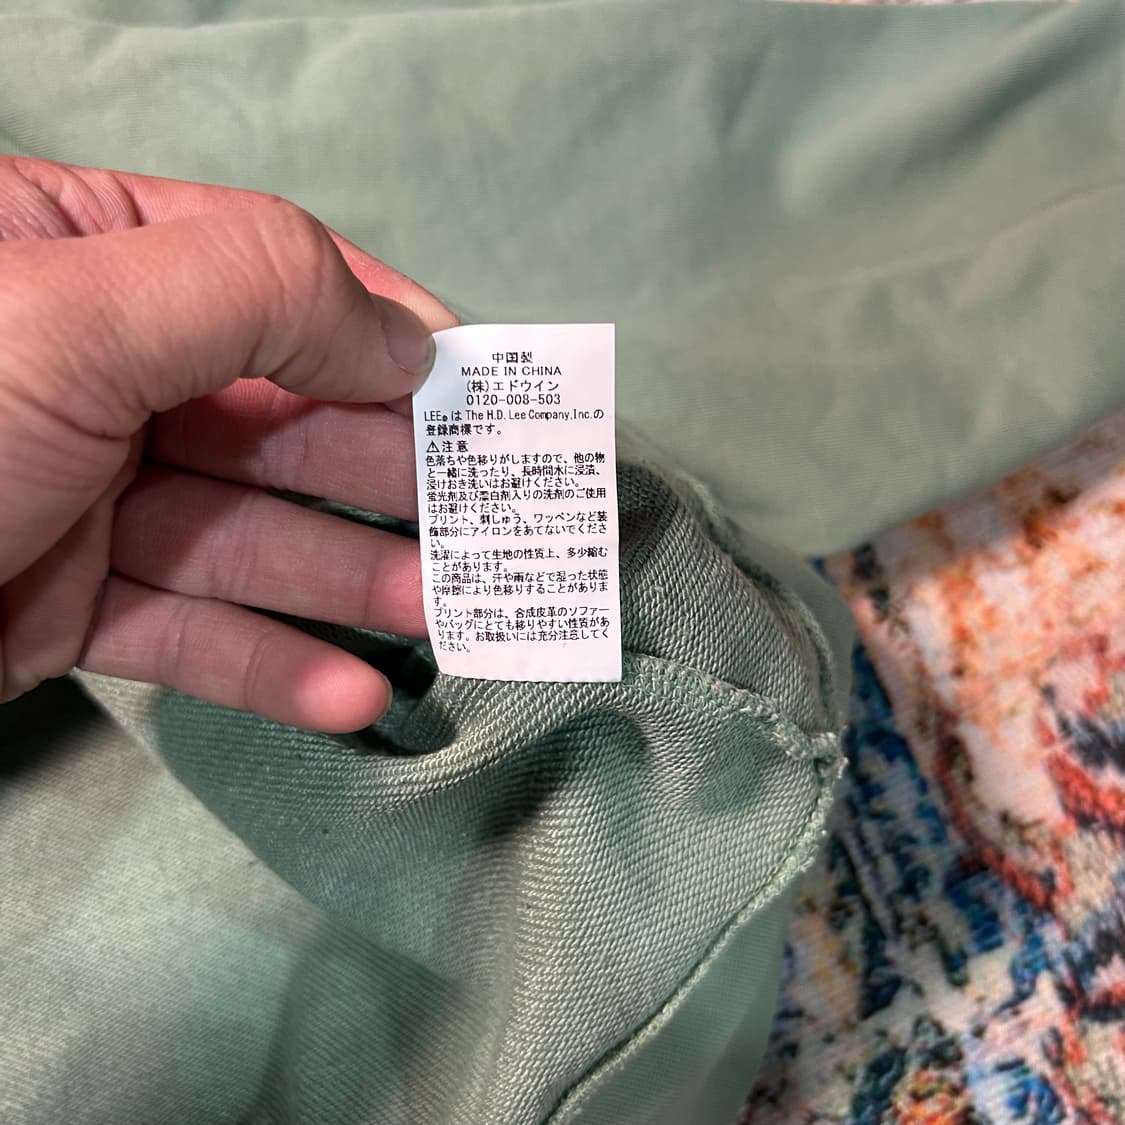 中国製
MADE IN CHINA
(株)エドウイン
0120-008-503
LEE® は The H.D. Lee Company, Inc.の
登録商標です。
⚠注意
色落ちや色移りがしますので、他の物
と一緒に洗ったり、長時間水に浸漬、
浸けおき洗いはお避けください。
蛍光剤及び漂白剤入りの洗剤のご使用
はお避けください。
プリント、刺しゅう、ワッペンなど装
飾部分にアイロンをあてないでくださ
い。
洗濯によって生地の性質上、多少縮む
ことがあります。
この商品は、汗や雨などで湿った状態
や摩擦により色移りすることがありま
す。
プリント部分は、合成皮革のソファー
やバッグにとても移りやすい性質があ
ります。お取扱いには充分注意してく
ださい。